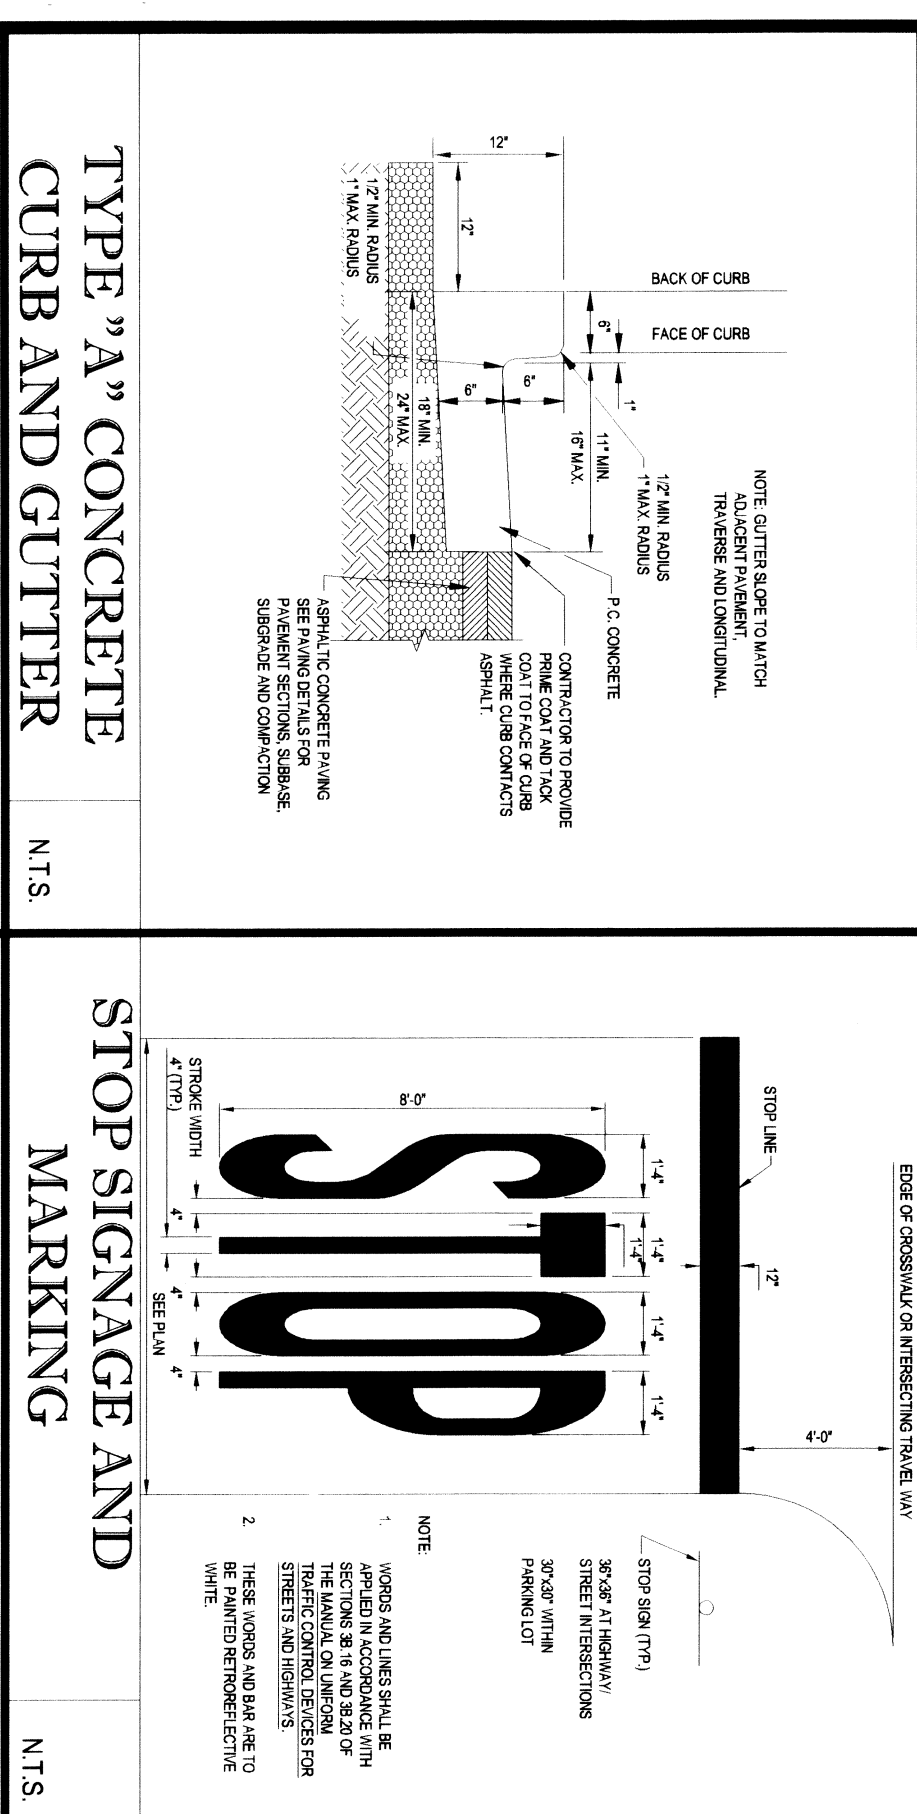 12"
12"
BACK OF CURB
FACE OF CURB
6"
1"
6"
6"
11" MIN.
16" MAX.
18" MIN.
24" MAX.
1/2" MIN. RADIUS
1" MAX. RADIUS
1/2" MIN. RADIUS
1" MAX. RADIUS
NOTE: GUTTER SLOPE TO MATCH
ADJACENT PAVEMENT,
TRAVERSE AND LONGITUDINAL.
P.C. CONCRETE
CONTRACTOR TO PROVIDE
PRIME COAT AND TACK
COAT TO FACE OF CURB
WHERE CURB CONTACTS
ASPHALT.
ASPHALTIC CONCRETE PAVING
SEE PAVING DETAILS FOR
PAVEMENT SECTIONS, SUBBASE,
SUBGRADE AND COMPACTION
TYPE "A" CONCRETE
CURB AND GUTTER
N.T.S.
EDGE OF CROSSWALK OR INTERSECTING TRAVEL WAY
STOP LINE
12"
4'-0"
8'-0"
1'-4"
1'-4"
1'-4"
1'-4"
1'-4"
STOP
STROKE WIDTH
4" (TYP.)
4"
4"
4"
SEE PLAN
STOP SIGN (TYP.)
36"x36" AT HIGHWAY/
STREET INTERSECTIONS
30"x30" WITHIN
PARKING LOT
NOTE:
1. WORDS AND LINES SHALL BE
APPLIED IN ACCORDANCE WITH
SECTIONS 3B.16 AND 3B.20 OF
THE MANUAL ON UNIFORM
TRAFFIC CONTROL DEVICES FOR
STREETS AND HIGHWAYS.
2. THESE WORDS AND BAR ARE TO
BE PAINTED RETROREFLECTIVE
WHITE.
STOP SIGNAGE AND
MARKING
N.T.S.